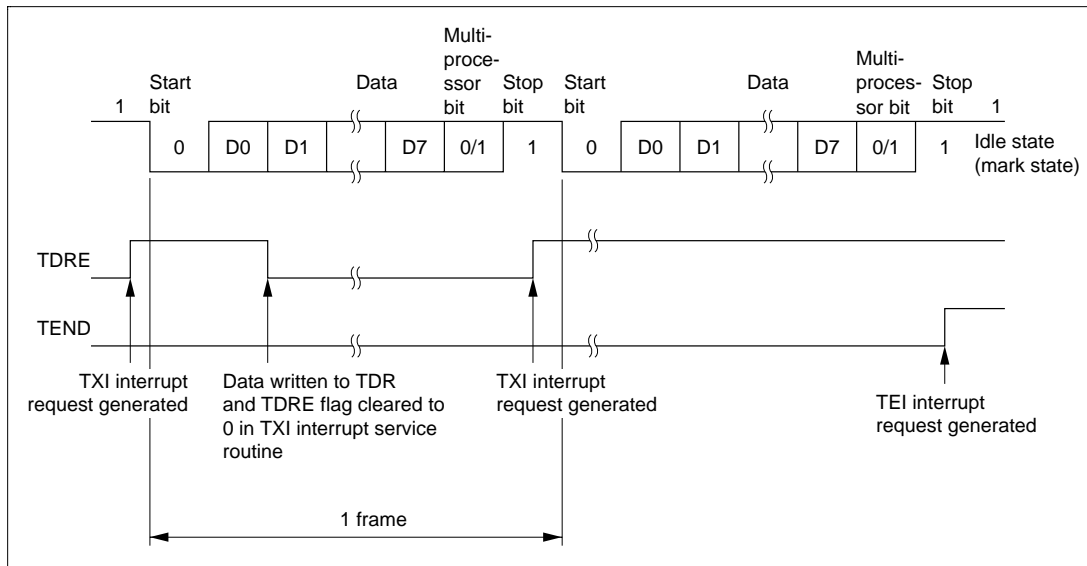 Multi-
proce-
ssor
bit
Multi-
proces-
sor bit
Start
bit
Data
Stop
bit
Start
bit
Data
Stop
bit
1
1
0
D0
D1
D7
0/1
1
0
D0
D1
D7
0/1
1
Idle state
(mark state)
TDRE
TEND
TXI interrupt
request generated
Data written to TDR
and TDRE flag cleared to
0 in TXI interrupt service
routine
TXI interrupt
request generated
TEI interrupt
request generated
1 frame